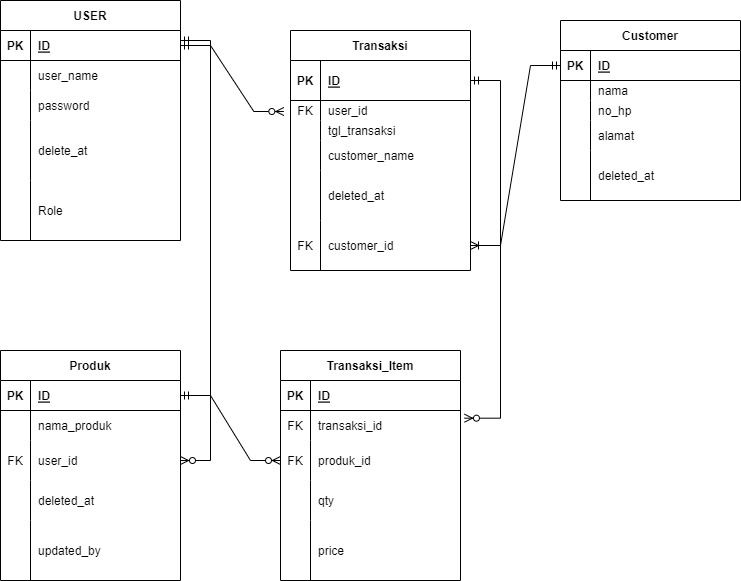 USER
PK ID
user_name
password
delete_at
Role
Transaksi
PK ID
FK user_id
tgl_transaksi
customer_name
deleted_at
FK customer_id
Customer
PK ID
nama
no_hp
alamat
deleted_at
Produk
PK ID
nama_produk
FK user_id
deleted_at
updated_by
Transaksi_Item
PK ID
FK transaksi_id
FK produk_id
qty
price